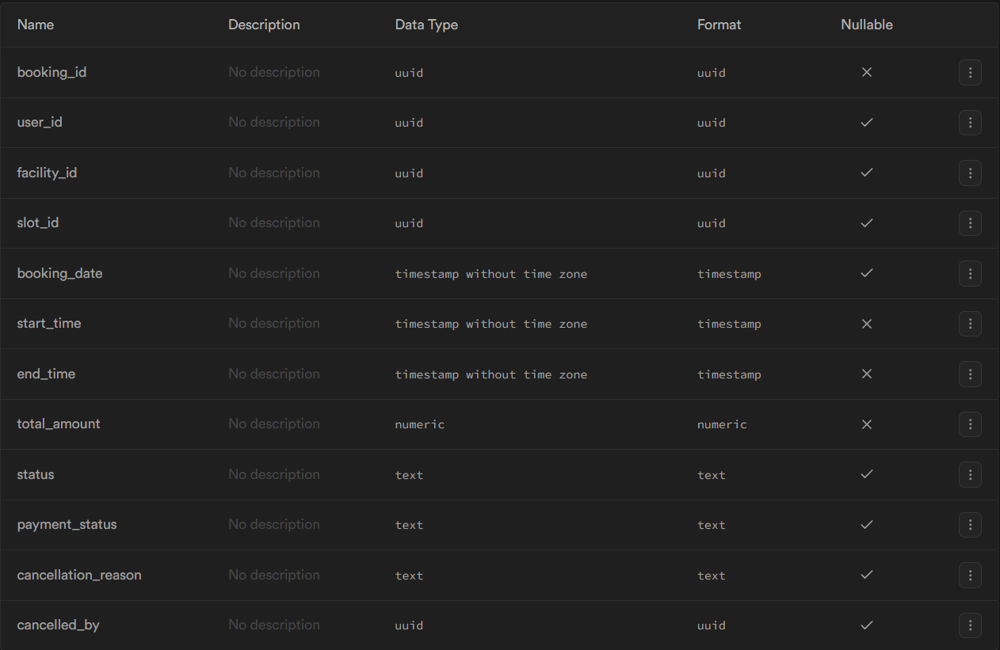 Name Description Data Type Format Nullable
booking_id No description uuid uuid
user_id No description uuid uuid
facility_id No description uuid uuid
slot_id No description uuid uuid
booking_date No description timestamp without time zone timestamp
start_time No description timestamp without time zone timestamp
end_time No description timestamp without time zone timestamp
total_amount No description numeric numeric
status No description text text
payment_status No description text text
cancellation_reason No description text text
cancelled_by No description uuid uuid